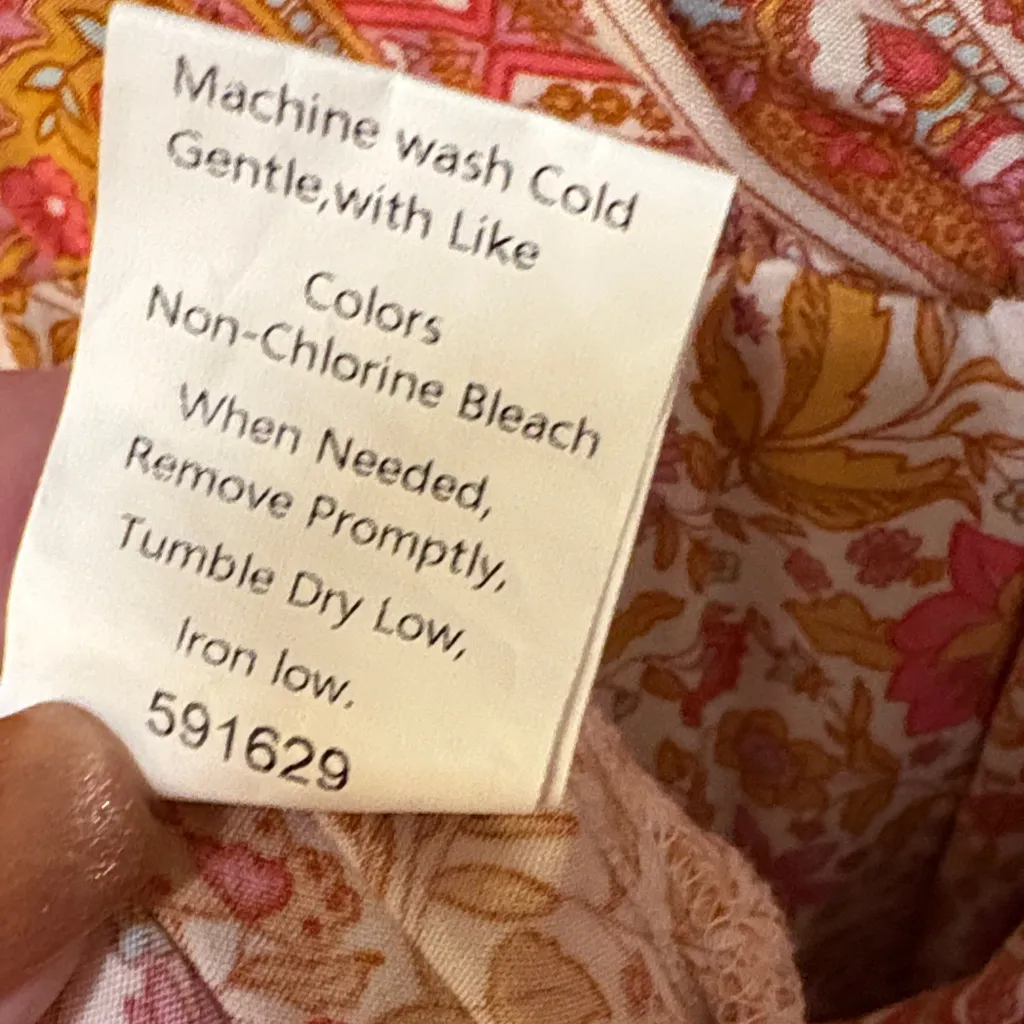 Machine wash Cold
Gentle,with Like
Colors
Non-Chlorine Bleach
When Needed,
Remove Promptly,
Tumble Dry Low,
Iron low.
591629